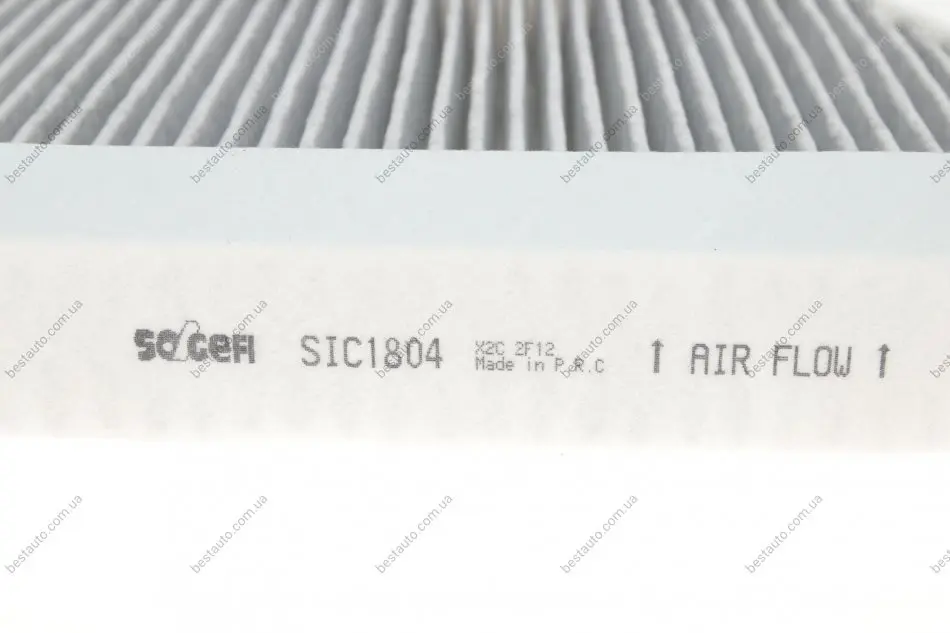 SOGEFI SIC1804 X2C 2F12 ↑ AIR FLOW ↑
Made in P.R.C
bestauto.com.ua